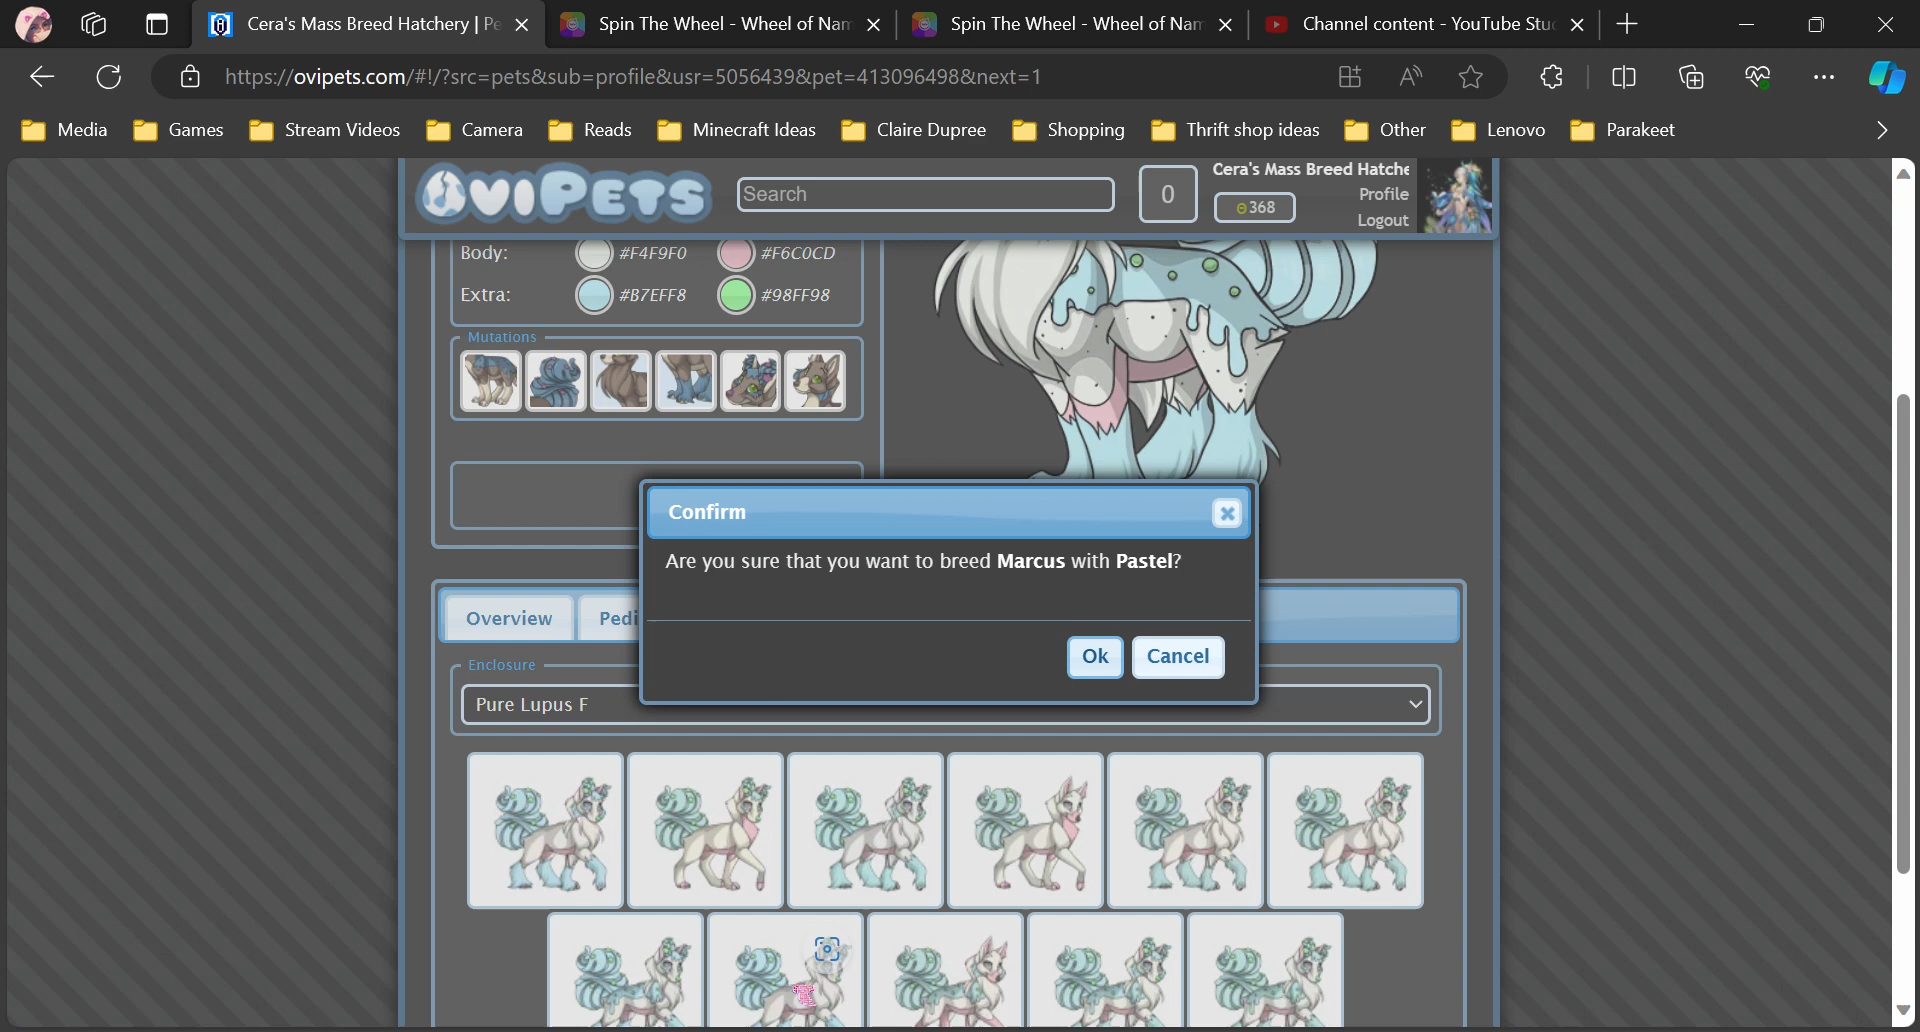 Cera's Mass Breed Hatchery | Pe
Spin The Wheel - Wheel of Nam
Spin The Wheel - Wheel of Nam
Channel content - YouTube Stud
https://ovipets.com/#!/?src=pets&sub=profile&usr=5056439&pet=413096498&next=1
Media
Games
Stream Videos
Camera
Reads
Minecraft Ideas
Claire Dupree
Shopping
Thrift shop ideas
Other
Lenovo
Parakeet
OviPets
Search
0
Cera's Mass Breed Hatche
368
Profile
Logout
Body: #F4F9F0 #F6C0CD
Extra: #B7EFF8 #98FF98
Mutations
Confirm
Are you sure that you want to breed Marcus with Pastel?
Ok
Cancel
Overview
Pedi
Enclosure
Pure Lupus F